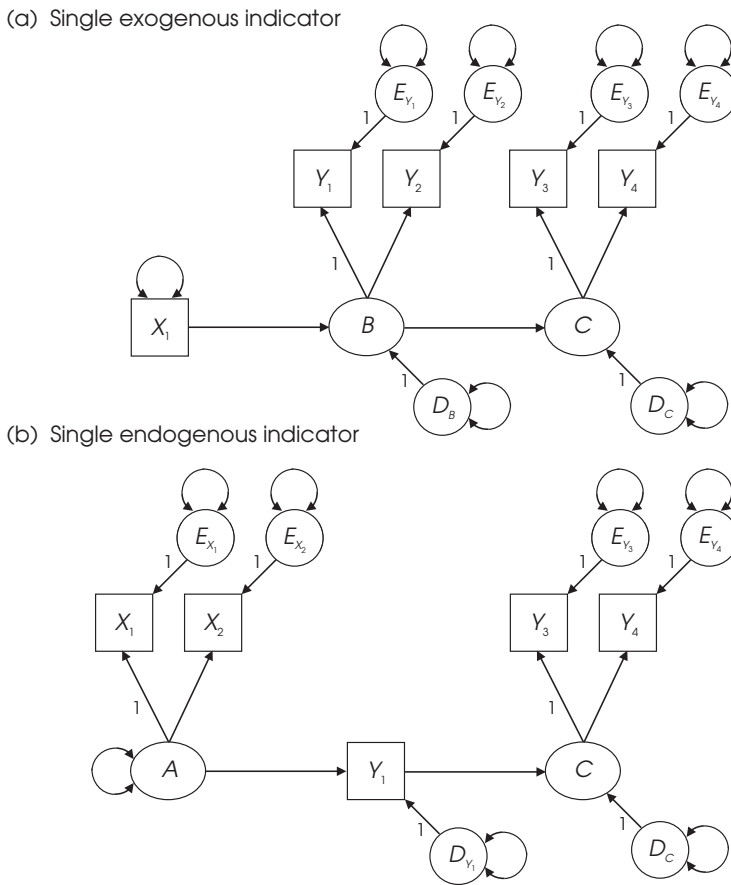 (a) Single exogenous indicator
E_Y₁ E_Y₂ E_Y₃ E_Y₄
1 1 1 1
Y₁ Y₂ Y₃ Y₄
1 1
X₁ B C
1 1
D_B D_C
(b) Single endogenous indicator
E_X₁ E_X₂ E_Y₃ E_Y₄
1 1 1 1
X₁ X₂ Y₃ Y₄
1 1
A Y₁ C
1 1
D_Y₁ D_C